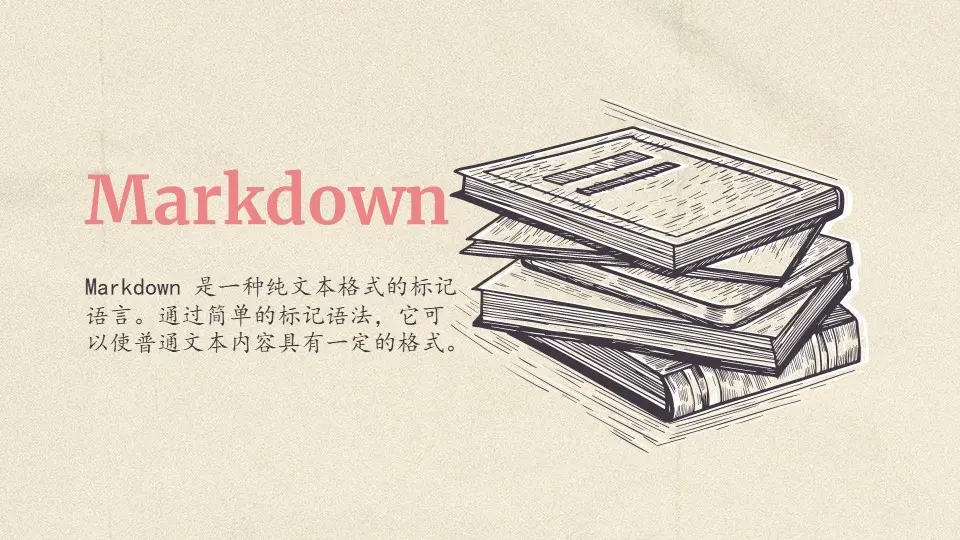 Markdown
Markdown 是一种纯文本格式的标记
语言。通过简单的标记语法，它可
以使普通文本内容具有一定的格式。